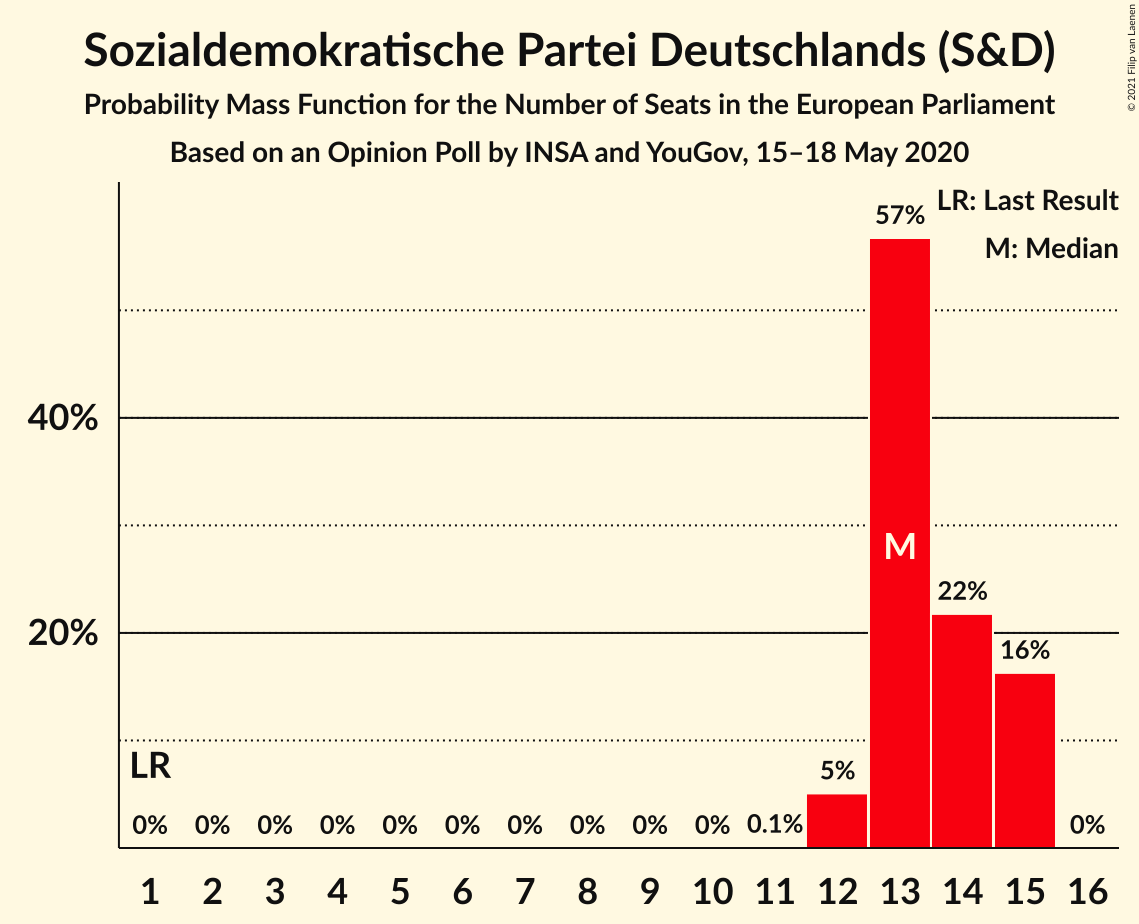 Sozialdemokratische Partei Deutschlands (S&D)
Probability Mass Function for the Number of Seats in the European Parliament
Based on an Opinion Poll by INSA and YouGov, 15–18 May 2020
© 2021 Filip van Laenen
LR: Last Result
M: Median
57%
40%
M
22%
20%
16%
LR
5%
0% 0% 0% 0% 0% 0% 0% 0% 0% 0% 0.1% 0%
1 2 3 4 5 6 7 8 9 10 11 12 13 14 15 16